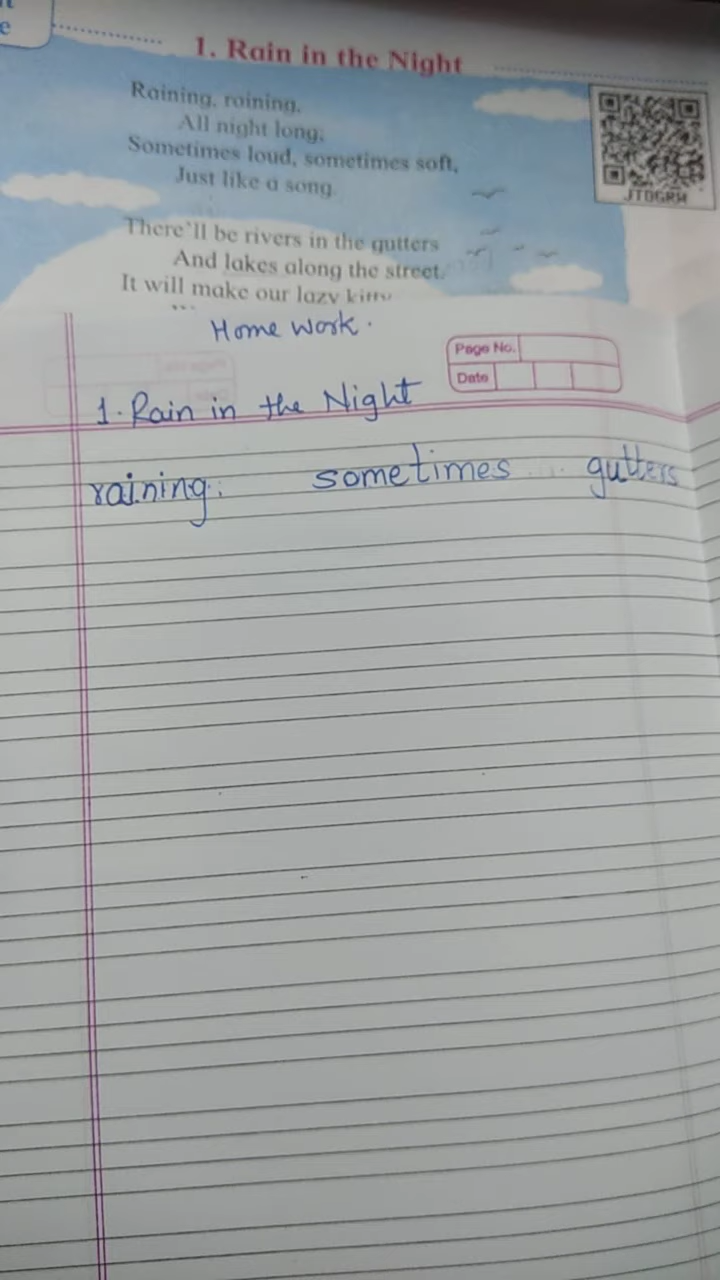 e
1. Rain in the Night
Raining, raining,
All night long;
Sometimes loud, sometimes soft,
Just like a song.
JTDGRH
There'll be rivers in the gutters
And lakes along the street.
It will make our lazy kitty
Home Work.
Page No.
Date
1. Rain in the Night
raining. sometimes gutters